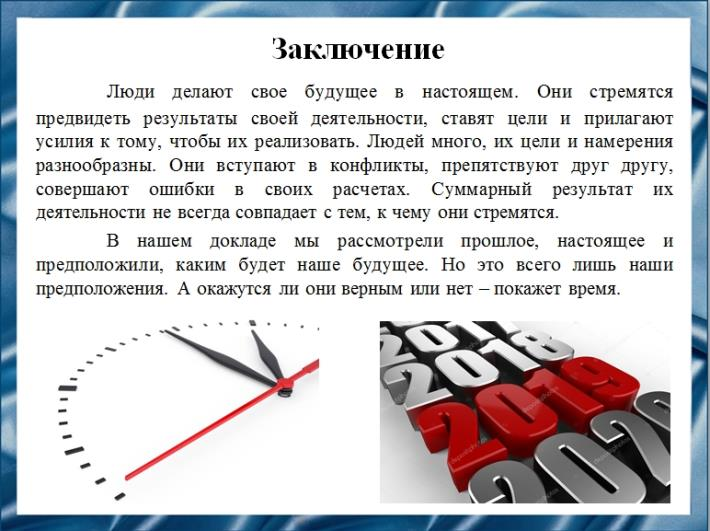 Заключение
Люди делают свое будущее в настоящем. Они стремятся
предвидеть результаты своей деятельности, ставят цели и прилагают
усилия к тому, чтобы их реализовать. Людей много, их цели и намерения
разнообразны. Они вступают в конфликты, препятствуют друг другу,
совершают ошибки в своих расчетах. Суммарный результат их
деятельности не всегда совпадает с тем, к чему они стремятся.
В нашем докладе мы рассмотрели прошлое, настоящее и
предположили, каким будет наше будущее. Но это всего лишь наши
предположения. А окажутся ли они верным или нет – покажет время.
2017
2018
2019
2020